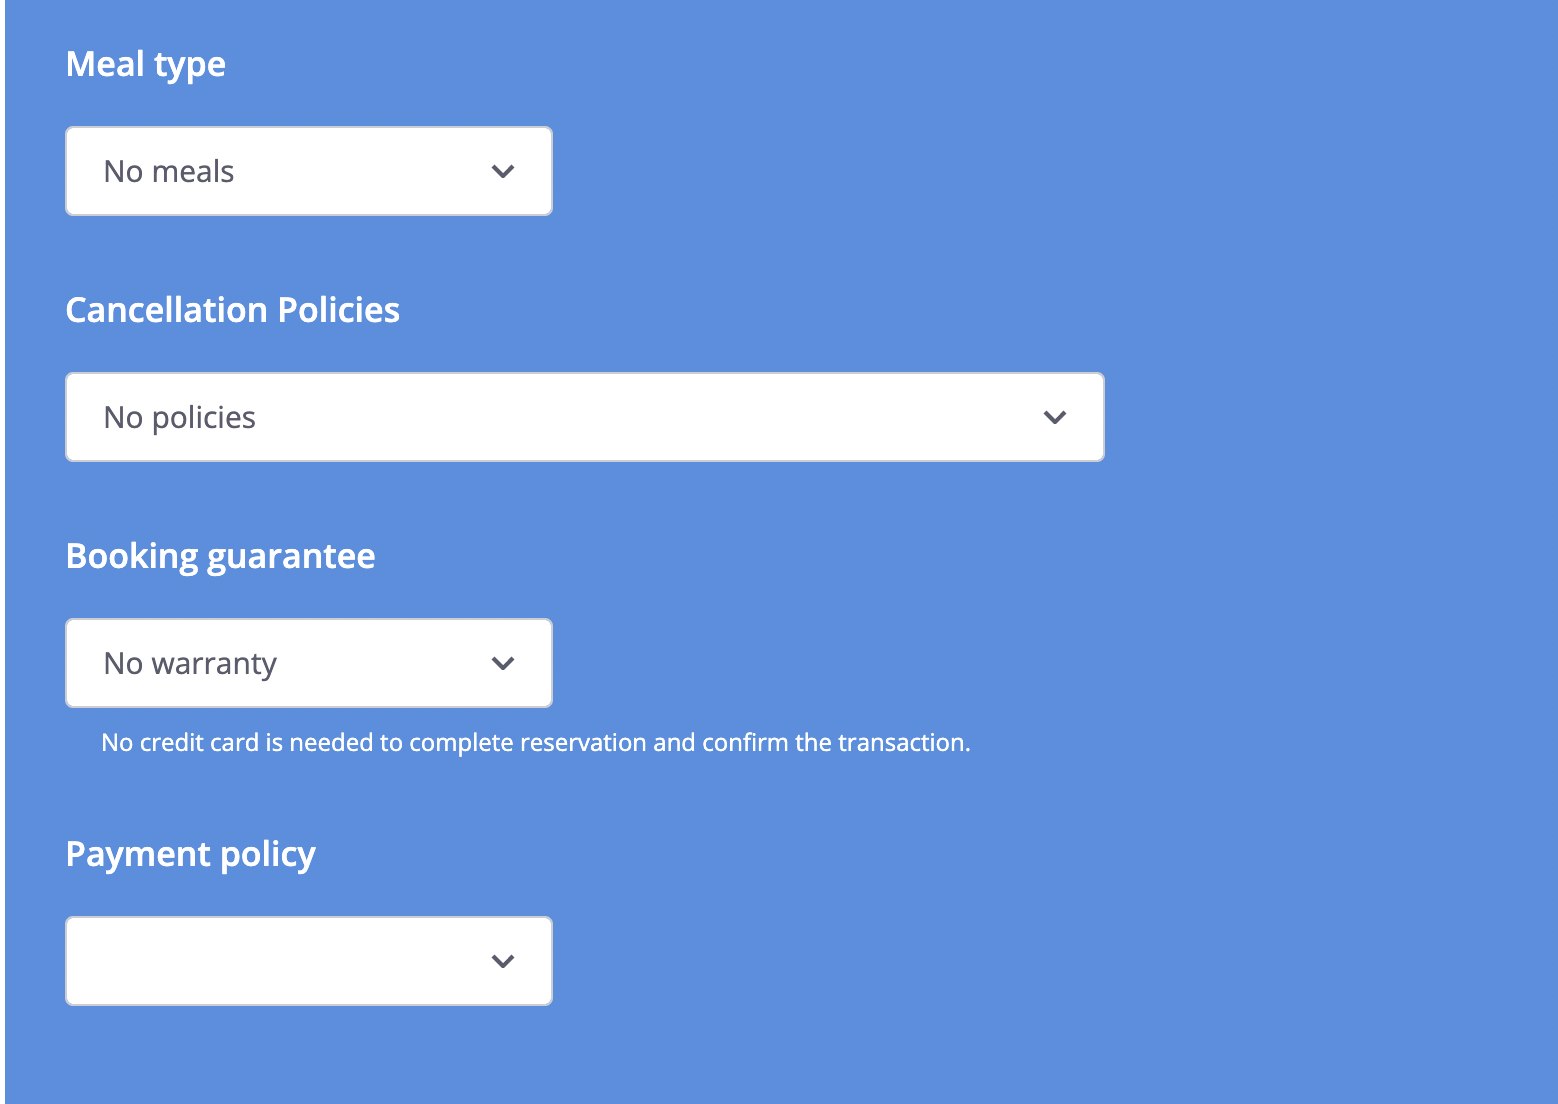 Meal type
No meals
Cancellation Policies
No policies
Booking guarantee
No warranty
No credit card is needed to complete reservation and confirm the transaction.
Payment policy